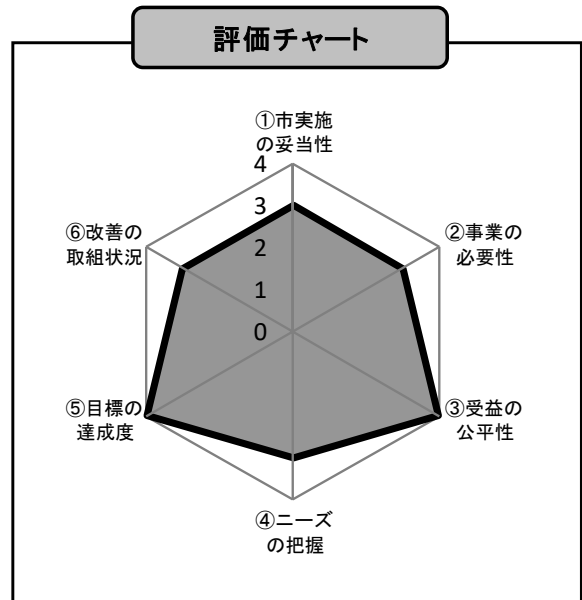 評価チャート
①市実施
の妥当性
4
3
2
1
0
②事業の
必要性
③受益の
公平性
④ニーズ
の把握
⑤目標の
達成度
⑥改善の
取組状況